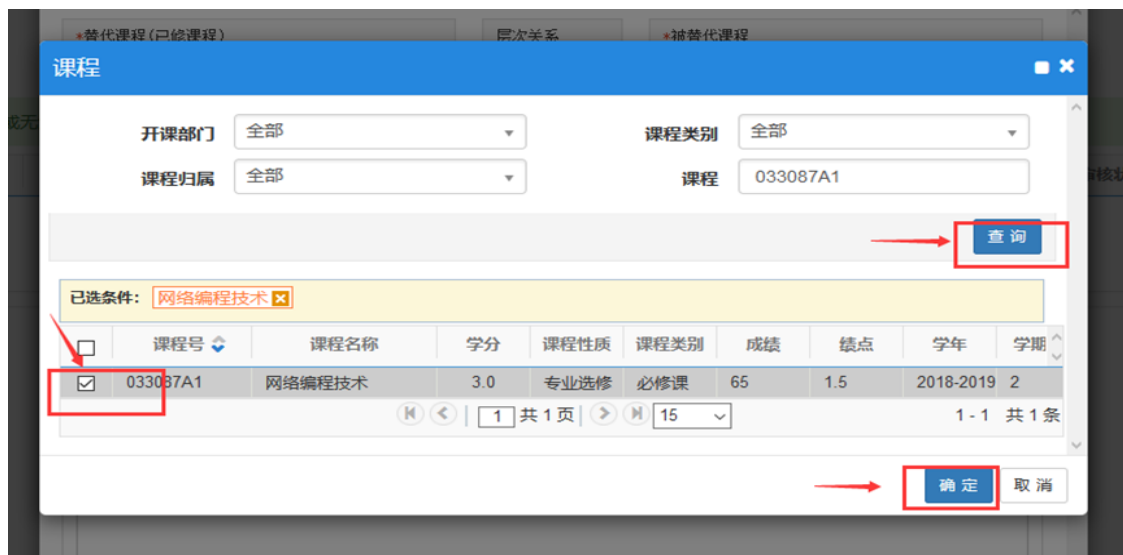 *替代课程(已修课程) 层次关系 *被替代课程
课程
开课部门 全部 课程类别 全部
课程归属 全部 课程 033087A1
查 询
已选条件: 网络编程技术
课程号 课程名称 学分 课程性质 课程类别 成绩 绩点 学年 学期
033087A1 网络编程技术 3.0 专业选修 必修课 65 1.5 2018-2019 2
1 共 1 页 15 1 - 1 共 1 条
确 定 取 消